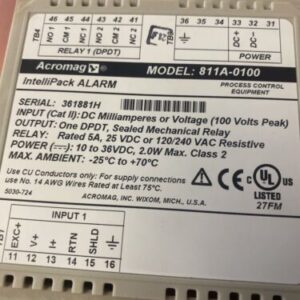 46 45 44 43 42 41
36 35 34 33 32 31
TB4
NO 1 CM 1 NC 1 NO 2 CM 2 NC 2
TB3
DC- DC+
RELAY 1 (DPDT)
POWER
Acromag
MODEL: 811A-0100
IntelliPack ALARM
PROCESS CONTROL
EQUIPMENT
SERIAL: 361881H
INPUT (Cat II): DC Milliamperes or Voltage (100 Volts Peak)
OUTPUT: One DPDT, Sealed Mechanical Relay
RELAY: Rated 5A, 25 VDC or 120/240 VAC Resistive
POWER (⎓): 10 to 36VDC, 2.0W Max. Class 2
MAX. AMBIENT: -25°C to +70°C
Use CU Conductors only: For supply connections
use No. 14 AWG Wires Rated at Least 75°C.
5030-724
ACROMAG, INC. WIXOM, MICH., U.S.A.
C UL US
LISTED
27FM
INPUT 1
TB1
EXC+ V+ I+ RTN SHLD
11 12 13 14 15 16